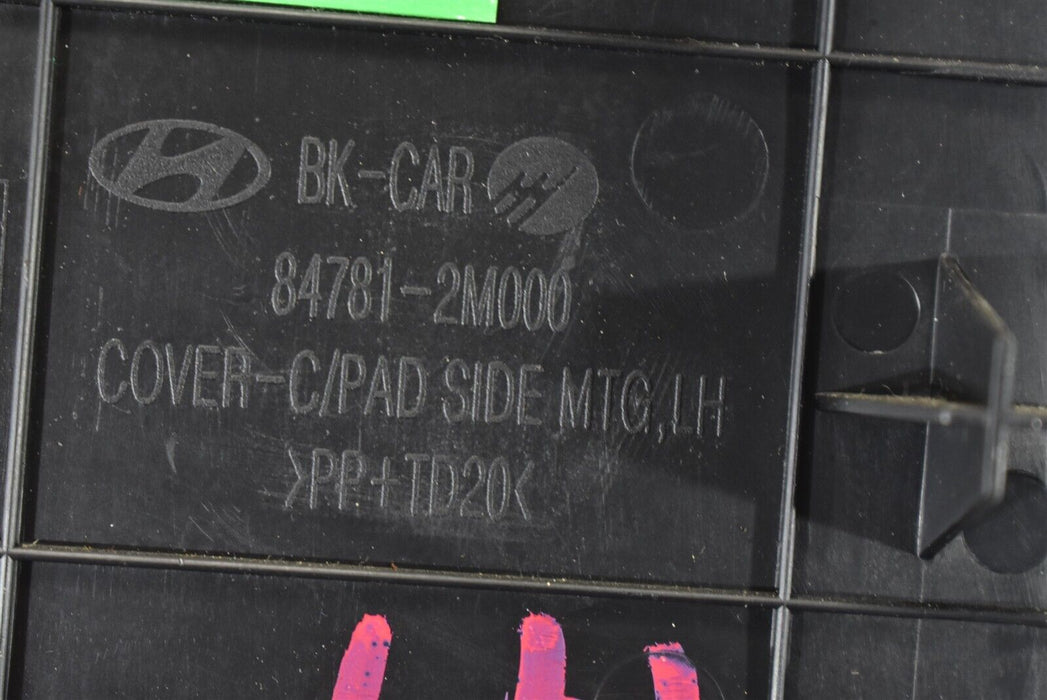 BK-CAR
84781-2M000
COVER-C/PAD SIDE MTG,LH
>PP+TD20<